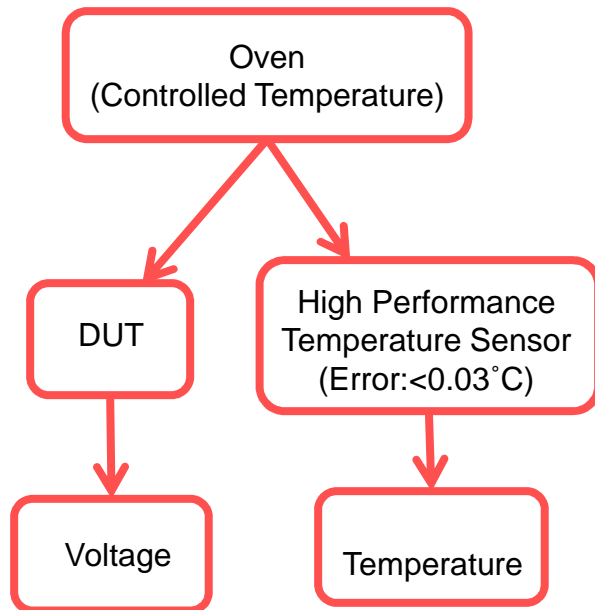 Oven
(Controlled Temperature)
DUT
High Performance
Temperature Sensor
(Error:<0.03˚C)
Voltage
Temperature